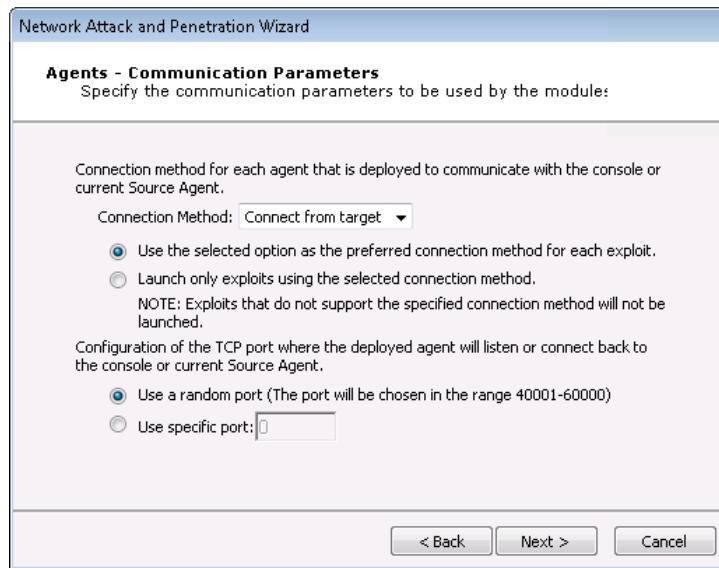 Network Attack and Penetration Wizard
Agents - Communication Parameters
Specify the communication parameters to be used by the modules
Connection method for each agent that is deployed to communicate with the console or
current Source Agent.
Connection Method: Connect from target
Use the selected option as the preferred connection method for each exploit.
Launch only exploits using the selected connection method.
NOTE: Exploits that do not support the specified connection method will not be
launched.
Configuration of the TCP port where the deployed agent will listen or connect back to
the console or current Source Agent.
Use a random port (The port will be chosen in the range 40001-60000)
Use specific port: 0
< Back Next > Cancel